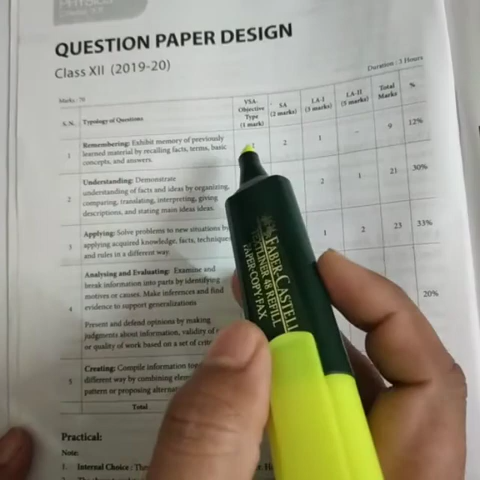 Physics
QUESTION PAPER DESIGN
Class XII (2019-20)
Marks: 70
Duration: 3 Hours
S.N. Typology of Questions VSA- Objective Type (1 mark) SA (2 marks) LA-I (3 marks) LA-II (5 marks) Total Marks %
1 Remembering: Exhibit memory of previously
learned material by recalling facts, terms, basic
concepts, and answers.
2 1 – 9 12%
2 Understanding: Demonstrate
understanding of facts and ideas by organizing,
comparing, translating, interpreting, giving
descriptions, and stating main ideas
2 1 21 30%
3 Applying: Solve problems to new situations by
applying acquired knowledge, facts, techniques
and rules in a different way.
1 2 23 33%
4 Analysing and Evaluating: Examine and
break information into parts by identifying
motives or causes. Make inferences and find
evidence to support generalizations
Present and defend opinions by making
judgments about information, validity of
or quality of work based on a set of
20%
5 Creating: Compile information
different way by combining
pattern or proposing
Total
Practical:
Note:
1. Internal Choice:
FABER-CASTELL
TEXTLINER 48 REFILL
PAPER·COPY·FAX